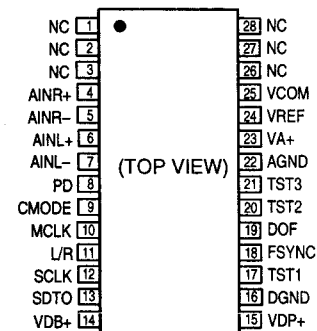 NC 1 28 NC
NC 2 27 NC
NC 3 26 NC
AINR+ 4 25 VCOM
AINR− 5 24 VREF
AINL+ 6 23 VA+
AINL− 7 22 AGND
(TOP VIEW)
PD 8 21 TST3
CMODE 9 20 TST2
MCLK 10 19 DOF
L/R 11 18 FSYNC
SCLK 12 17 TST1
SDTO 13 16 DGND
VDB+ 14 15 VDP+